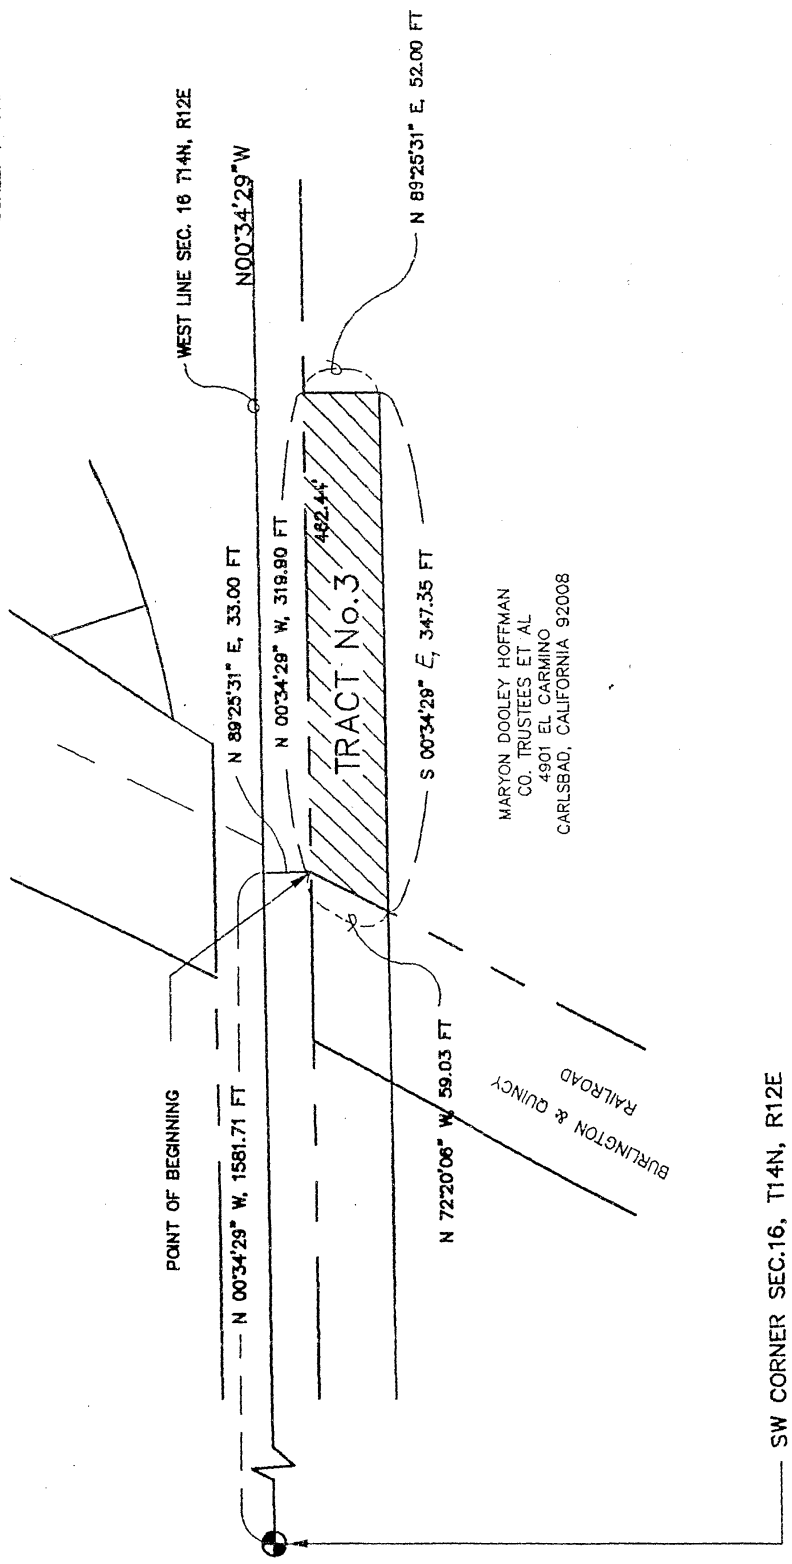 WEST LINE SEC. 16 T14N, R12E
N00°34'29"W
N 89°25'31" E, 52.00 FT
N 89°25'31" E, 33.00 FT
N 00°34'29" W, 319.90 FT
462.44'
TRACT No.3
S 00°34'29" E, 347.35 FT
MARYON DOOLEY HOFFMAN
CO. TRUSTEES ET AL
4901 EL CARMINO
CARLSBAD, CALIFORNIA 92008
POINT OF BEGINNING
N 00°34'29" W, 1581.71 FT
N 72°20'06" W, 59.03 FT
BURLINGTON & QUINCY
RAILROAD
SW CORNER SEC.16, T14N, R12E